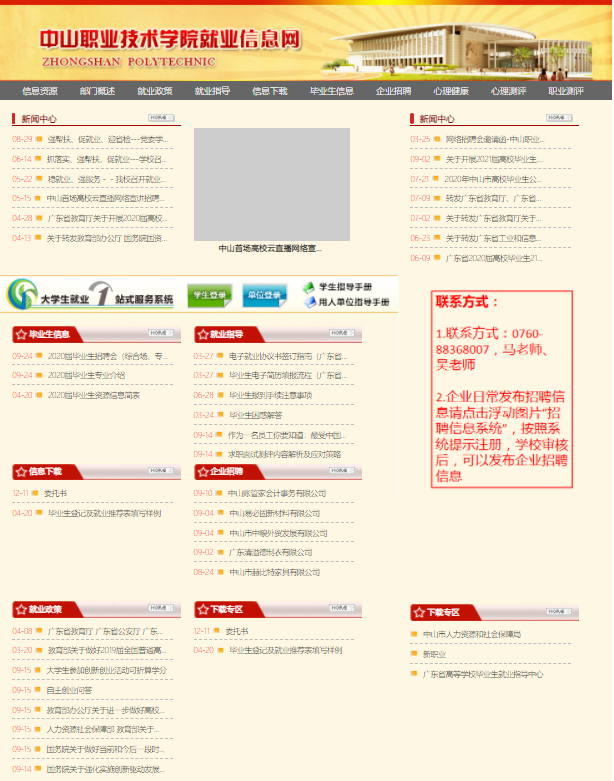 中山职业技术学院就业信息网
ZHONGSHAN POLYTECHNIC
信息资源 部门概述 就业政策 就业指导 信息下载 毕业生信息 企业招聘 心理健康 心理测评 职业测评
新闻中心 MORE
08-29 强帮扶、促就业、迎省检---党委学...
06-14 抓落实、强帮扶、促就业---学校召...
05-22 稳就业、强服务--我校召开就业...
05-15 中山首场高校云直播网络宣讲招聘...
04-28 广东省教育厅关于开展2020届高校...
04-13 关于转发教育部办公厅 国务院国资...
中山首场高校云直播网络宣...
新闻中心 MORE
03-25 网络招聘会邀请函-中山职业...
09-02 关于开展2021届高校毕业生...
07-21 2020年中山市高校毕业生公...
07-09 转发广东省教育厅、广东省...
07-02 关于转发广东省教育厅关于...
06-23 关于转发广东省工业和信息...
06-09 广东省2020届高校毕业生21...
大学生就业 1 站式服务系统
学生登录 单位登录
学生指导手册
用人单位指导手册
联系方式：
1.联系方式：0760-
88368007，马老师、
吴老师
2.企业日常发布招聘信
息请点击浮动图片“招
聘信息系统”，按照系
统提示注册，学校审核
后，可以发布企业招聘
信息
毕业生信息 MORE
09-24 2020届毕业生招聘会（综合场、专...
09-24 2020届毕业生专业介绍
04-20 2020届毕业生资源信息简表
就业指导 MORE
03-27 电子就业协议书签订指南（广东省...
03-27 毕业生电子简历填报流程（广东省...
06-28 毕业生报到手续注意事项
03-24 毕业生困惑解答
09-14 作为一名员工你要知道：最受中国...
09-14 求职面试测评内容解析及应对策略
信息下载 MORE
12-11 委托书
04-20 毕业生登记及就业推荐表填写样例
企业招聘 MORE
09-10 中山账管家会计事务有限公司
09-04 中山易必固新材料有限公司
09-04 中山市中粮外贸发展有限公司
09-02 广东清溢德制衣有限公司
08-24 中山市赫比特家具有限公司
就业政策 MORE
04-08 广东省教育厅 广东省公安厅 广东...
03-20 教育部关于做好2019届全国普通高...
09-15 大学生参加创新创业活动可折算学分
09-15 自主创业问答
09-15 教育部办公厅关于进一步做好高校...
09-15 人力资源社会保障部 教育部关于...
09-15 国务院关于做好当前和今后一段时...
09-14 国务院关于强化实施创新驱动发展...
下载专区 MORE
12-11 委托书
04-20 毕业生登记及就业推荐表填写样例
下载专区 MORE
中山市人力资源和社会保障局
新职业
广东省高等学校毕业生就业指导中心